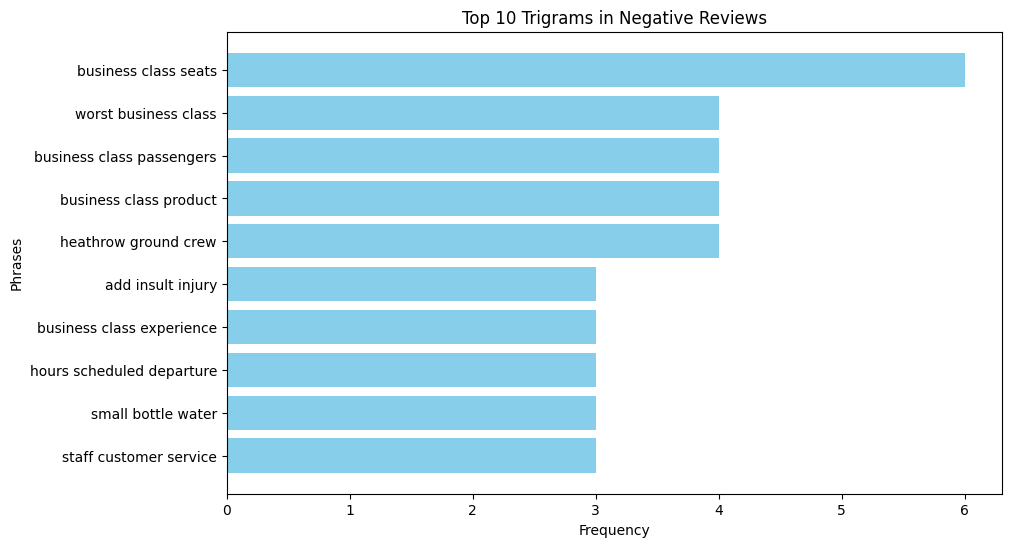 Top 10 Trigrams in Negative Reviews
Phrases
business class seats
worst business class
business class passengers
business class product
heathrow ground crew
add insult injury
business class experience
hours scheduled departure
small bottle water
staff customer service
0 1 2 3 4 5 6
Frequency